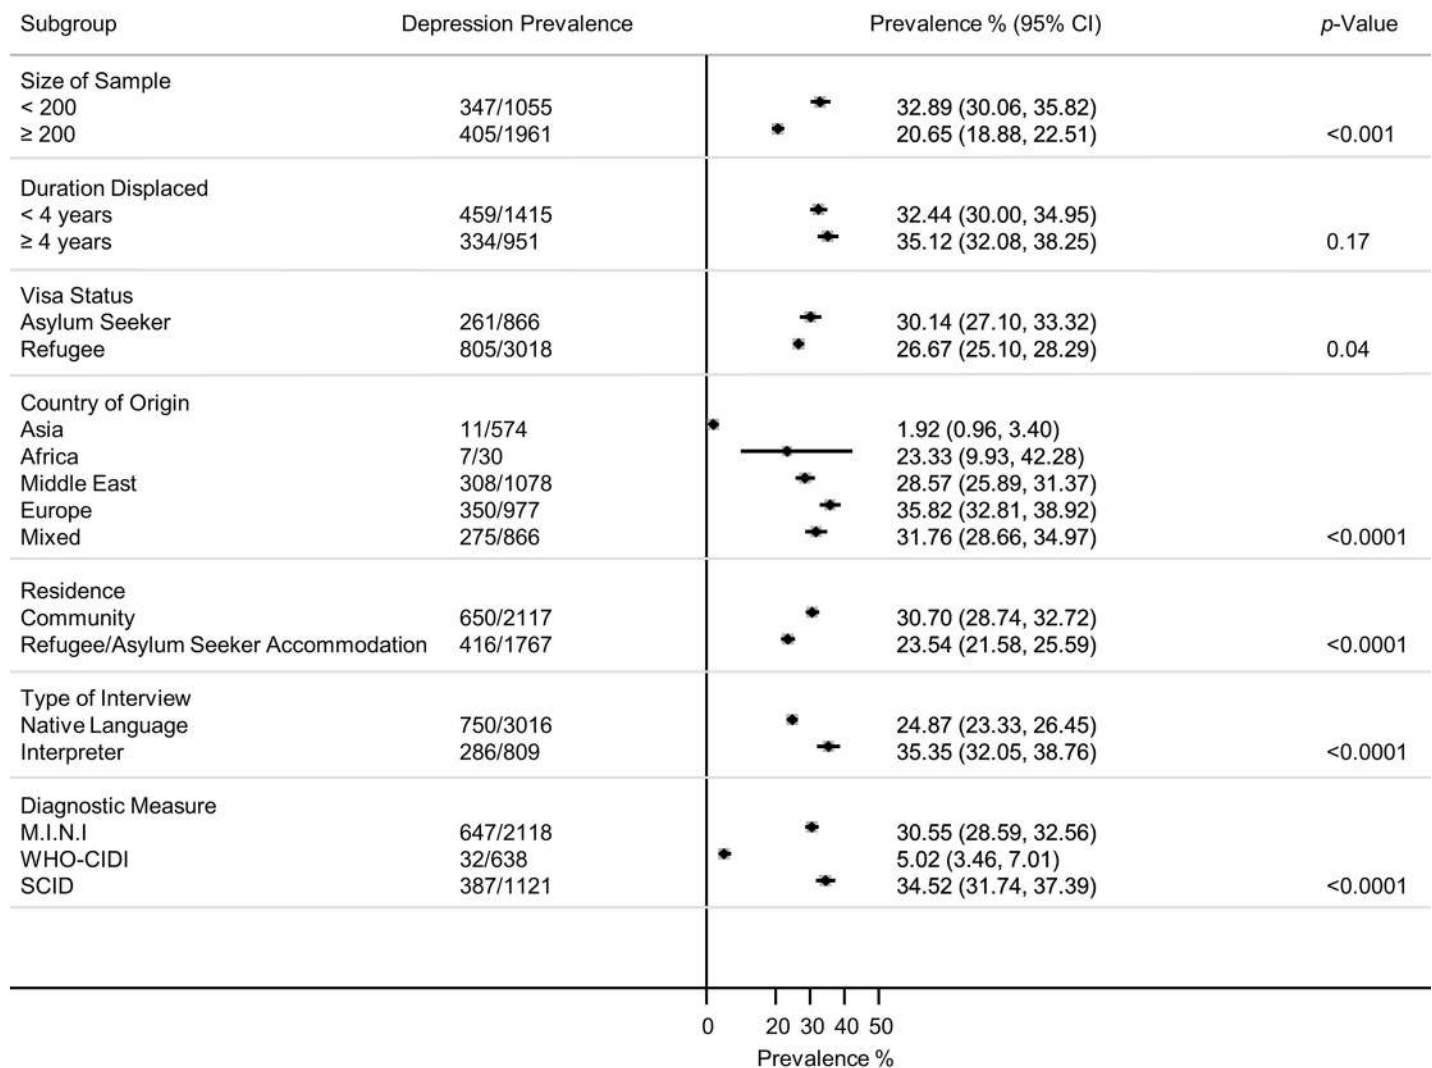 Subgroup Depression Prevalence Prevalence % (95% CI) p-Value
Size of Sample
< 200 347/1055 32.89 (30.06, 35.82)
≥ 200 405/1961 20.65 (18.88, 22.51) <0.001
Duration Displaced
< 4 years 459/1415 32.44 (30.00, 34.95)
≥ 4 years 334/951 35.12 (32.08, 38.25) 0.17
Visa Status
Asylum Seeker 261/866 30.14 (27.10, 33.32)
Refugee 805/3018 26.67 (25.10, 28.29) 0.04
Country of Origin
Asia 11/574 1.92 (0.96, 3.40)
Africa 7/30 23.33 (9.93, 42.28)
Middle East 308/1078 28.57 (25.89, 31.37)
Europe 350/977 35.82 (32.81, 38.92)
Mixed 275/866 31.76 (28.66, 34.97) <0.0001
Residence
Community 650/2117 30.70 (28.74, 32.72)
Refugee/Asylum Seeker Accommodation 416/1767 23.54 (21.58, 25.59) <0.0001
Type of Interview
Native Language 750/3016 24.87 (23.33, 26.45)
Interpreter 286/809 35.35 (32.05, 38.76) <0.0001
Diagnostic Measure
M.I.N.I 647/2118 30.55 (28.59, 32.56)
WHO-CIDI 32/638 5.02 (3.46, 7.01)
SCID 387/1121 34.52 (31.74, 37.39) <0.0001
0 20 30 40 50
Prevalence %